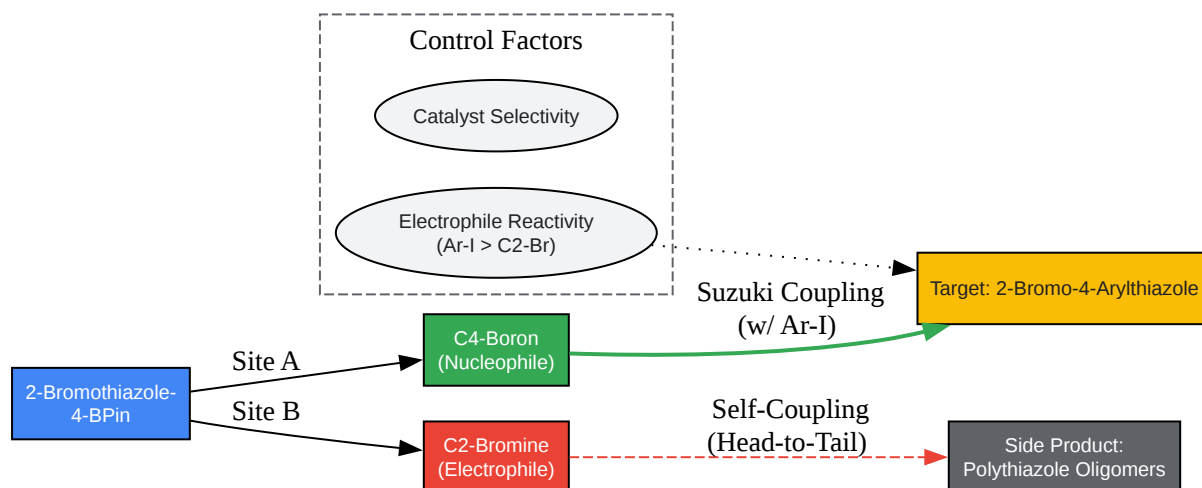 Control Factors
Catalyst Selectivity
Electrophile Reactivity
(Ar-I > C2-Br)
Suzuki Coupling
(w/ Ar-I)
Target: 2-Bromo-4-Arylthiazole
2-Bromothiazole-
4-BPin
Site A
C4-Boron
(Nucleophile)
Site B
C2-Bromine
(Electrophile)
Self-Coupling
(Head-to-Tail)
Side Product:
Polythiazole Oligomers